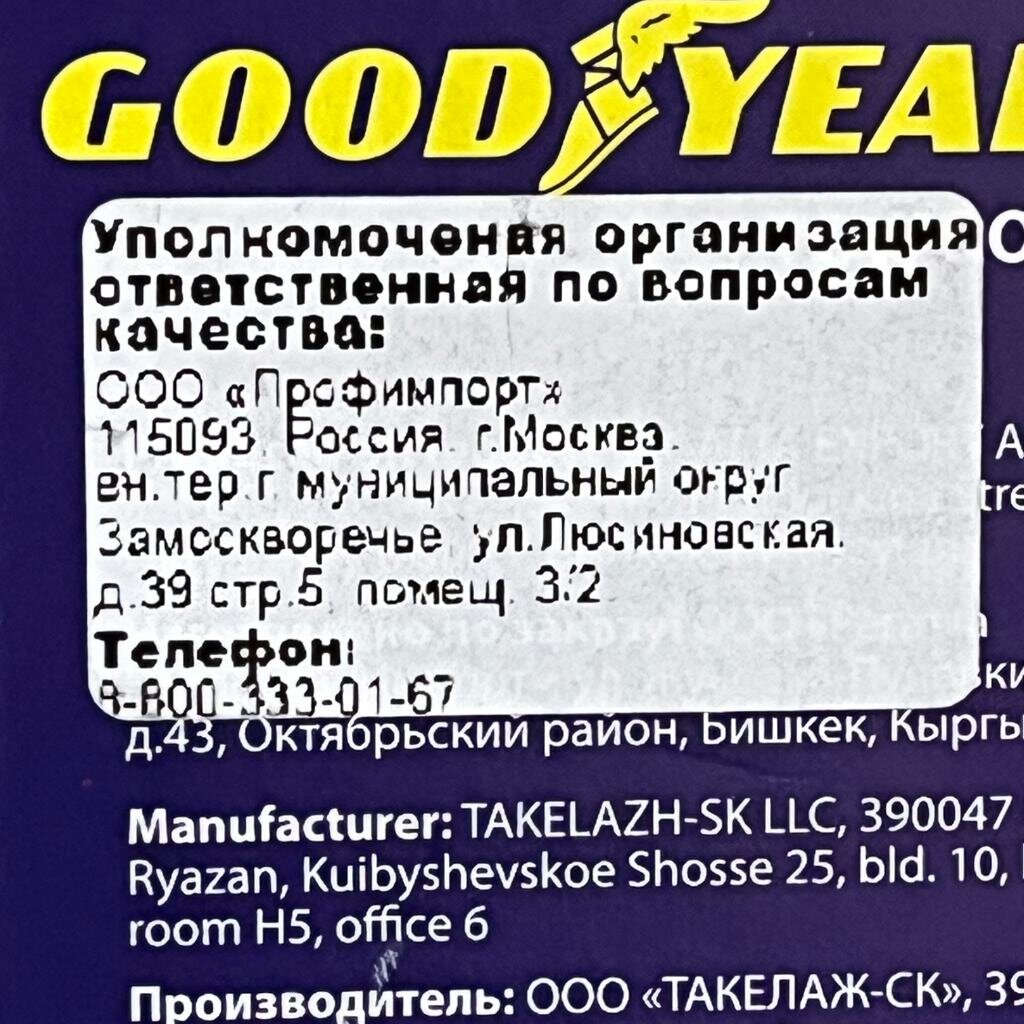 GOODYEAR
Уполкомоченая организация
ответственная по вопросам
качества:
ООО «Профимпорт»
115093, Россия, г.Москва,
вн.тер.г. муниципальный округ
Замоскворечье, ул.Люсиновская,
д.39 стр.5, помещ. 3/2
Телефон:
8-800-333-01-67
д.43, Октябрьский район, Бишкек, Кыргы
Manufacturer: TAKELAZH-SK LLC, 390047
Ryazan, Kuibyshevskoe Shosse 25, bld. 10,
room H5, office 6
Производитель: ООО «ТАКЕЛАЖ-СК», 39